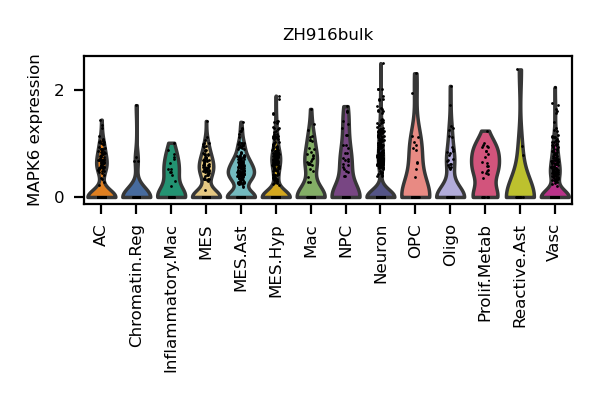 ZH916bulk
MAPK6 expression
2
0
AC
Chromatin.Reg
Inflammatory.Mac
MES
MES.Ast
MES.Hyp
Mac
NPC
Neuron
OPC
Oligo
Prolif.Metab
Reactive.Ast
Vasc